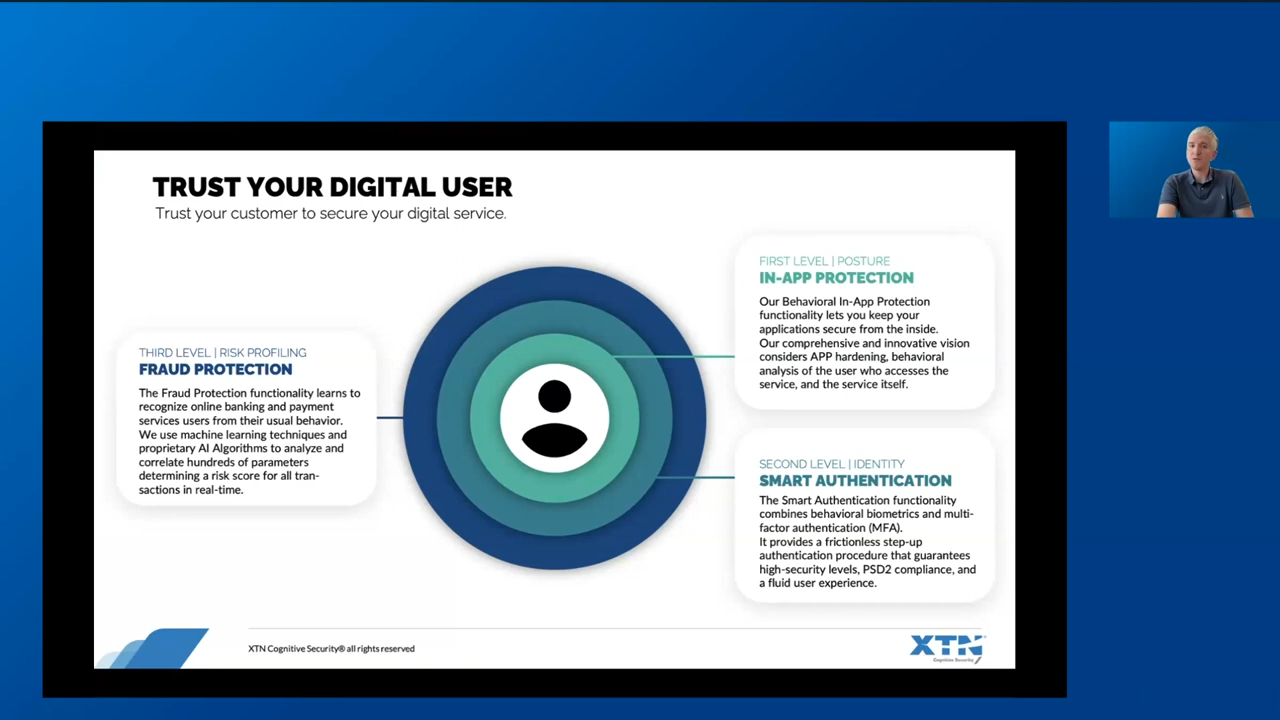 TRUST YOUR DIGITAL USER
Trust your customer to secure your digital service.
THIRD LEVEL | RISK PROFILING
FRAUD PROTECTION
The Fraud Protection functionality learns to
recognize online banking and payment
services users from their usual behavior.
We use machine learning techniques and
proprietary AI Algorithms to analyze and
correlate hundreds of parameters
determining a risk score for all tran-
sactions in real-time.
FIRST LEVEL | POSTURE
IN-APP PROTECTION
Our Behavioral In-App Protection
functionality lets you keep your
applications secure from the inside.
Our comprehensive and innovative vision
considers APP hardening, behavioral
analysis of the user who accesses the
service, and the service itself.
SECOND LEVEL | IDENTITY
SMART AUTHENTICATION
The Smart Authentication functionality
combines behavioral biometrics and multi-
factor authentication (MFA).
It provides a frictionless step-up
authentication procedure that guarantees
high-security levels, PSD2 compliance, and
a fluid user experience.
XTN Cognitive Security® all rights reserved
XTN
Cognitive Security